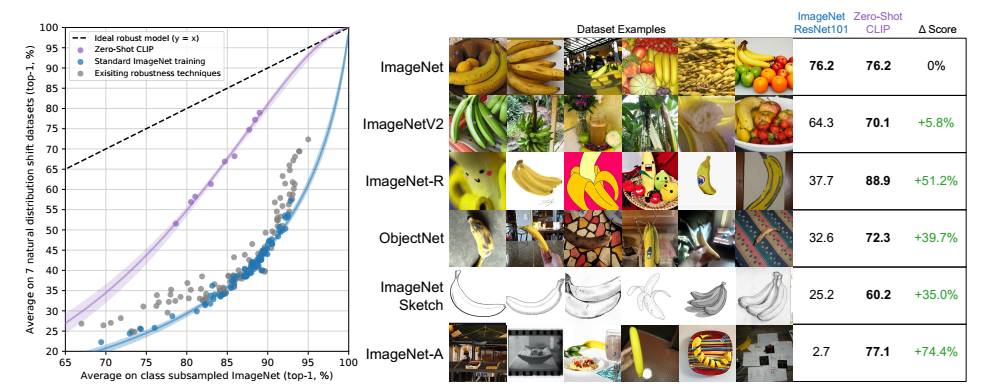 Ideal robust model (y = x)
Zero-Shot CLIP
Standard ImageNet training
Exisiting robustness techniques
100
95
90
85
80
75
70
65
60
55
50
45
40
35
30
25
20
65
70
75
80
85
90
95
100
Average on 7 natural distribution shift datasets (top-1, %)
Average on class subsampled ImageNet (top-1, %)
Dataset Examples
ImageNet
ResNet101
Zero-Shot
CLIP
Δ Score
ImageNet
76.2
76.2
0%
ImageNetV2
64.3
70.1
+5.8%
ImageNet-R
37.7
88.9
+51.2%
ObjectNet
32.6
72.3
+39.7%
ImageNet
Sketch
25.2
60.2
+35.0%
ImageNet-A
2.7
77.1
+74.4%